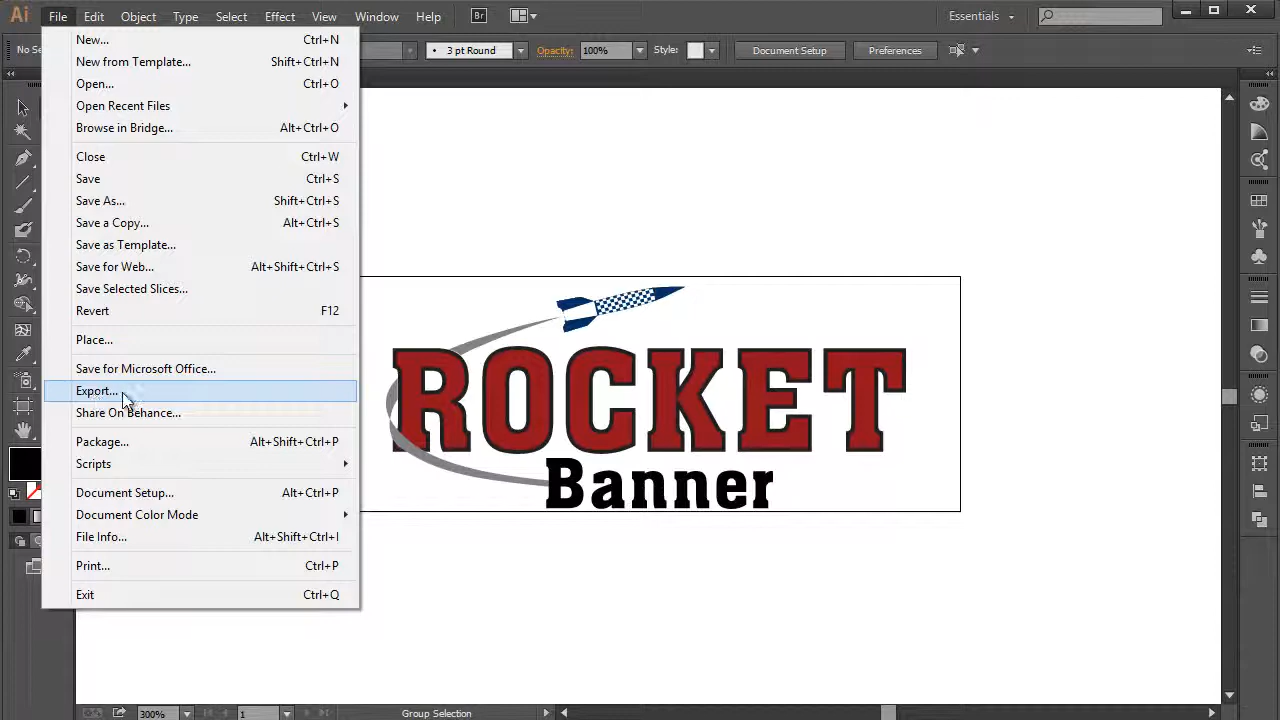 Ai File Edit Object Type Select Effect View Window Help Br Essentials
No Se 3 pt Round Opacity: 100% Style: Document Setup Preferences
New... Ctrl+N
New from Template... Shift+Ctrl+N
Open... Ctrl+O
Open Recent Files
Browse in Bridge... Alt+Ctrl+O
Close Ctrl+W
Save Ctrl+S
Save As... Shift+Ctrl+S
Save a Copy... Alt+Ctrl+S
Save as Template...
Save for Web... Alt+Shift+Ctrl+S
Save Selected Slices...
Revert F12
Place...
Save for Microsoft Office...
Export...
Share On Behance...
Package... Alt+Shift+Ctrl+P
Scripts
Document Setup... Alt+Ctrl+P
Document Color Mode
File Info... Alt+Shift+Ctrl+I
Print... Ctrl+P
Exit Ctrl+Q
ROCKET
Banner
300% 1 Group Selection